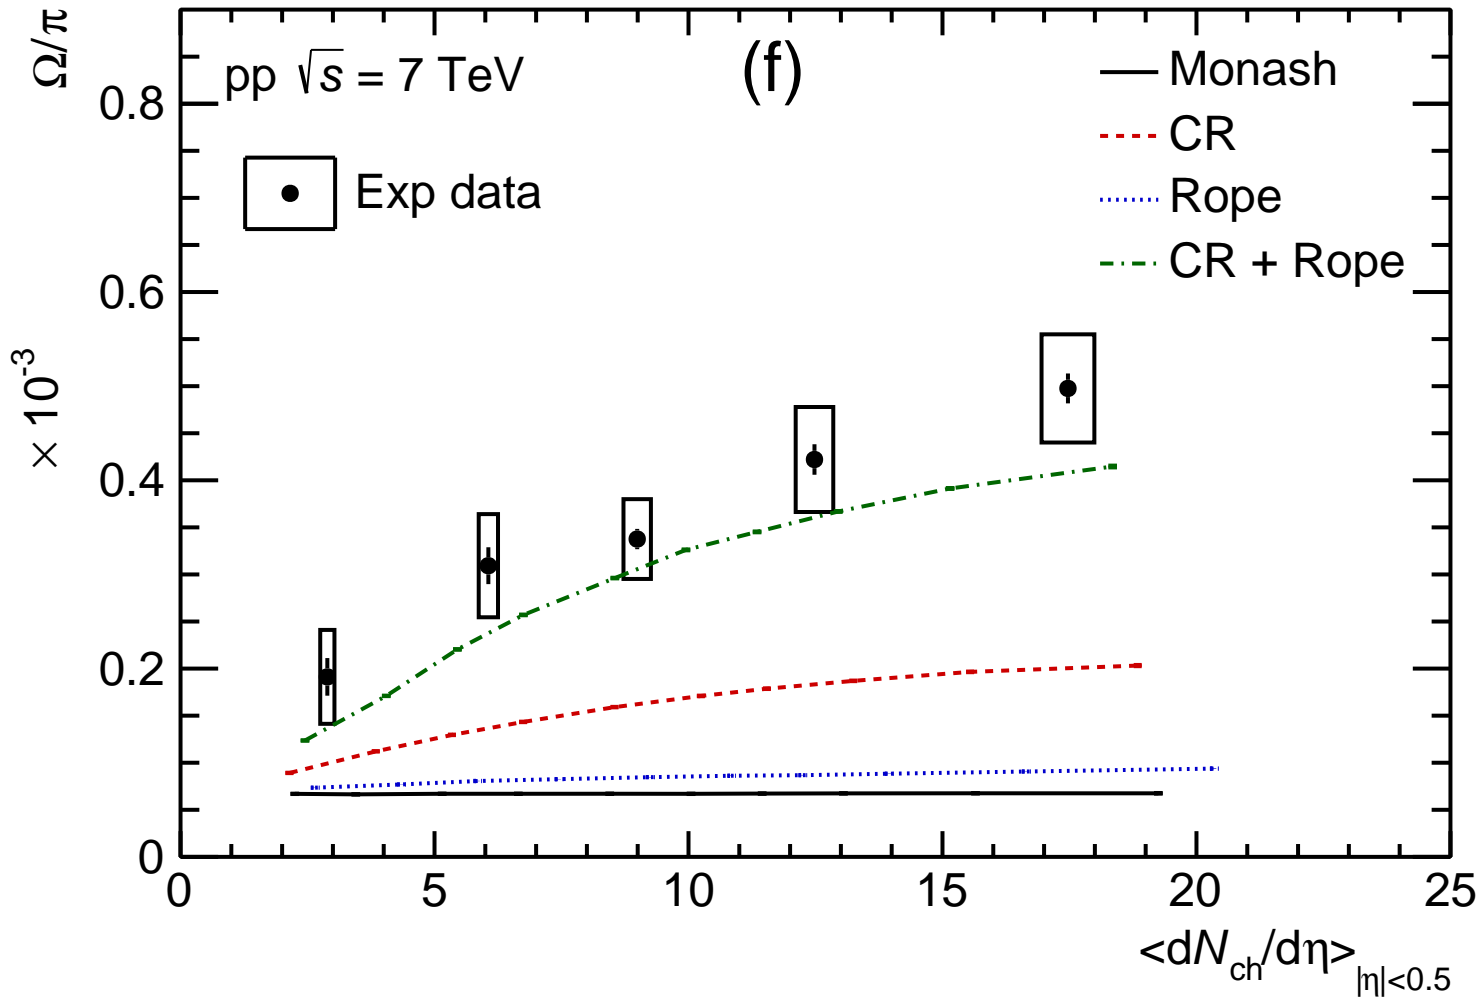 Ω/π
× 10-3
pp √s = 7 TeV
(f)
Exp data
Monash
CR
Rope
CR + Rope
0.8
0.6
0.4
0.2
0
0 5 10 15 20 25
<dNch/dη>|η|<0.5